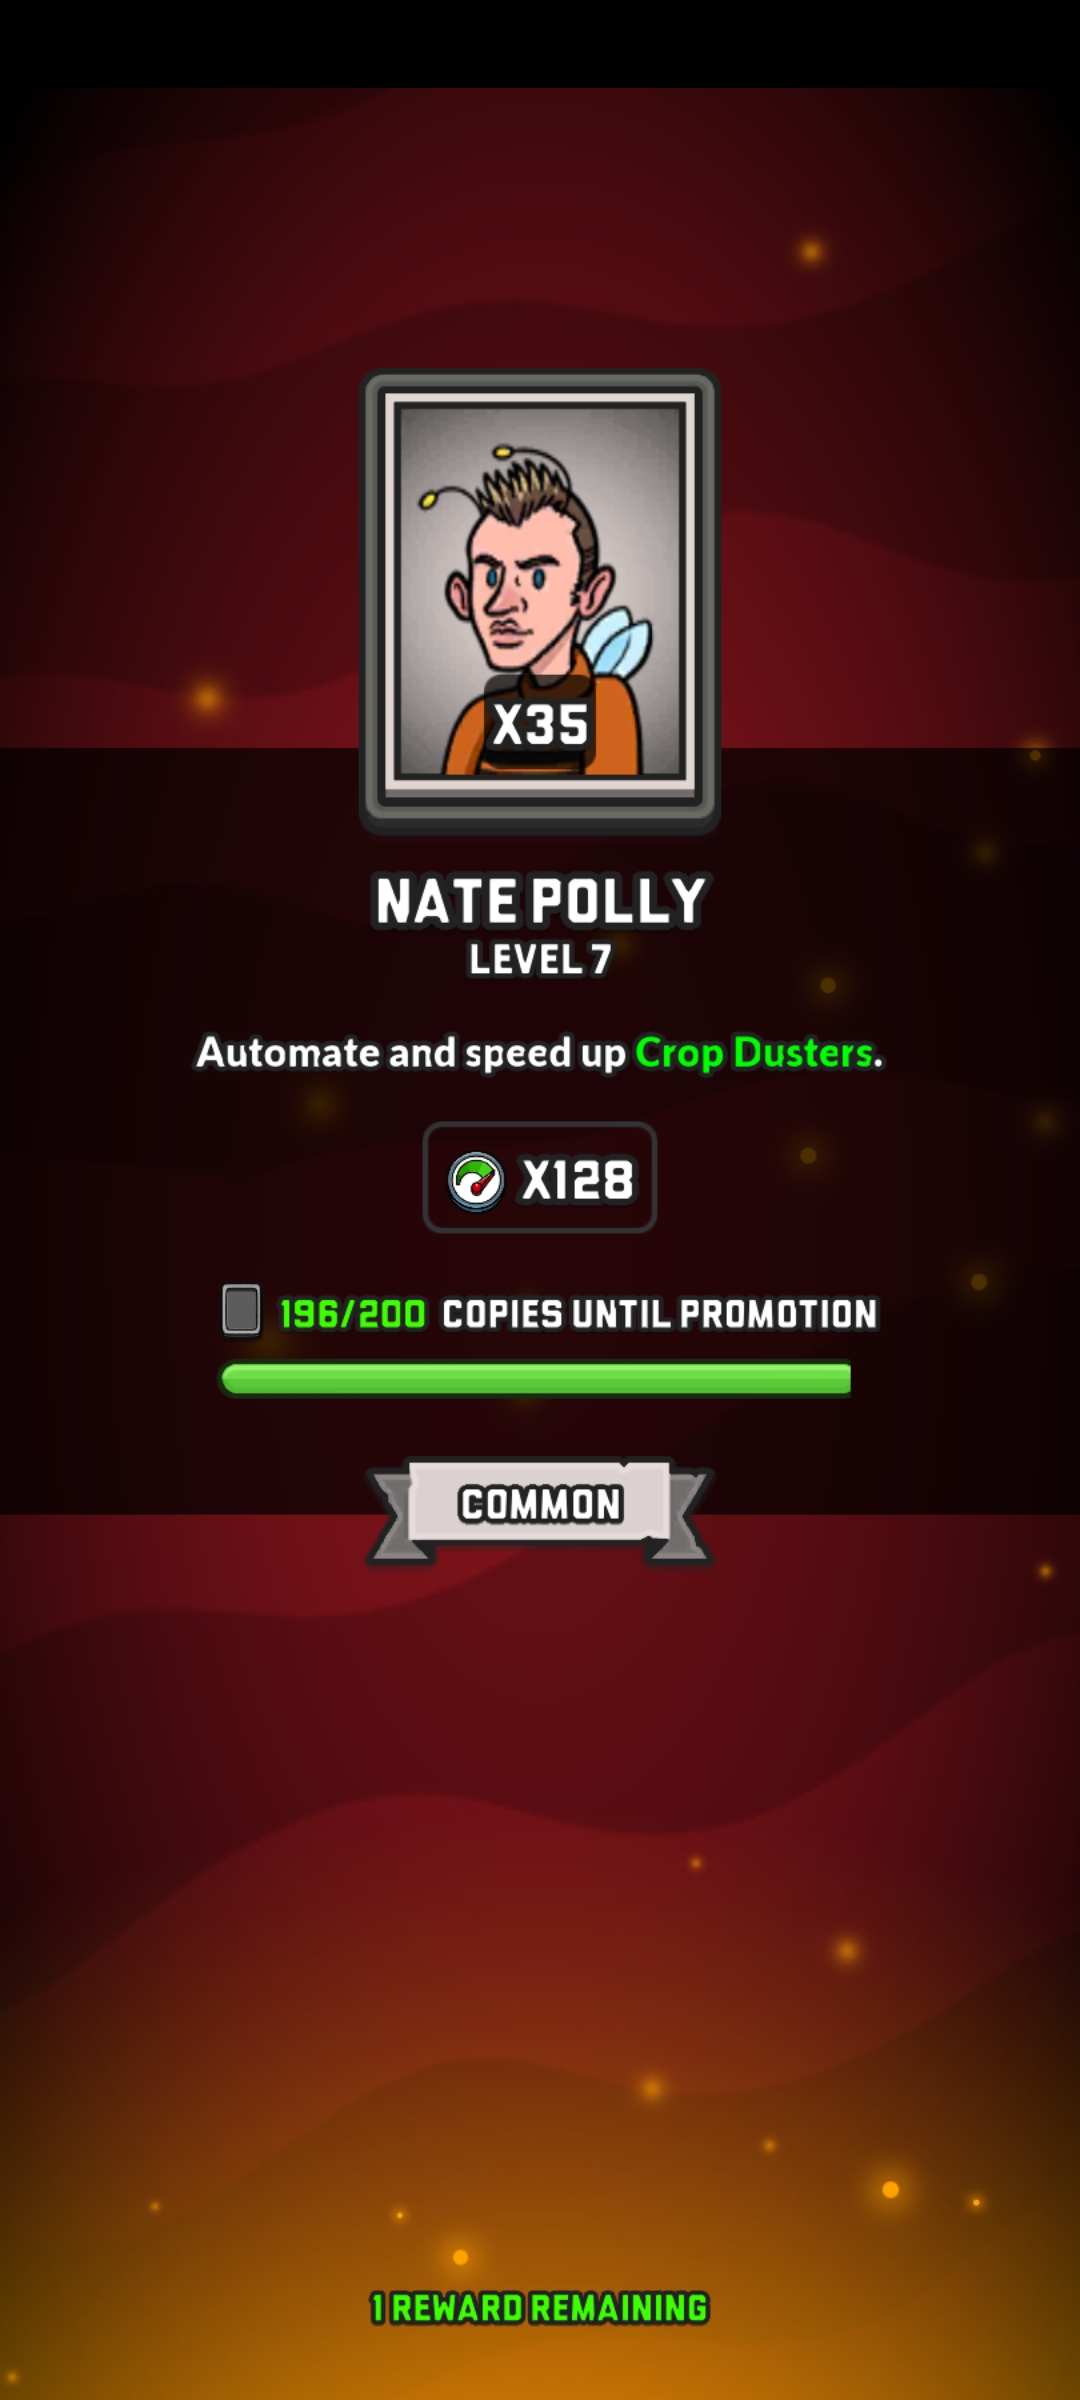 X35
NATE POLLY
LEVEL 7
Automate and speed up Crop Dusters.
X128
196/200 COPIES UNTIL PROMOTION
COMMON
1 REWARD REMAINING